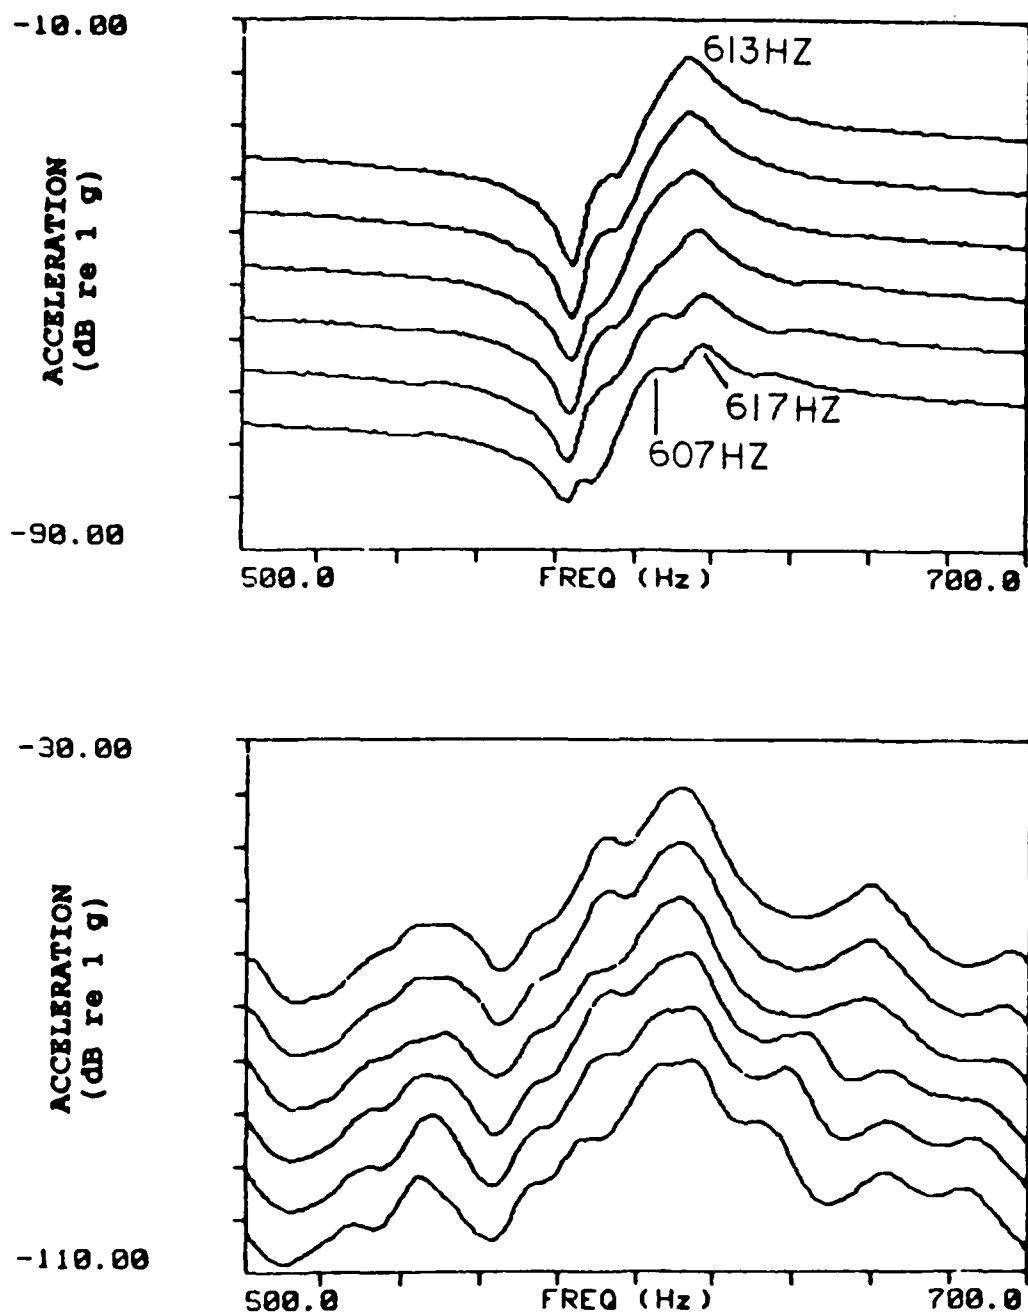 -10.00
613HZ
ACCELERATION
(dB re 1 g)
617HZ
607HZ
-90.00
500.0 FREQ (Hz) 700.0
-30.00
ACCELERATION
(dB re 1 g)
-110.00
500.0 FREQ (Hz) 700.0